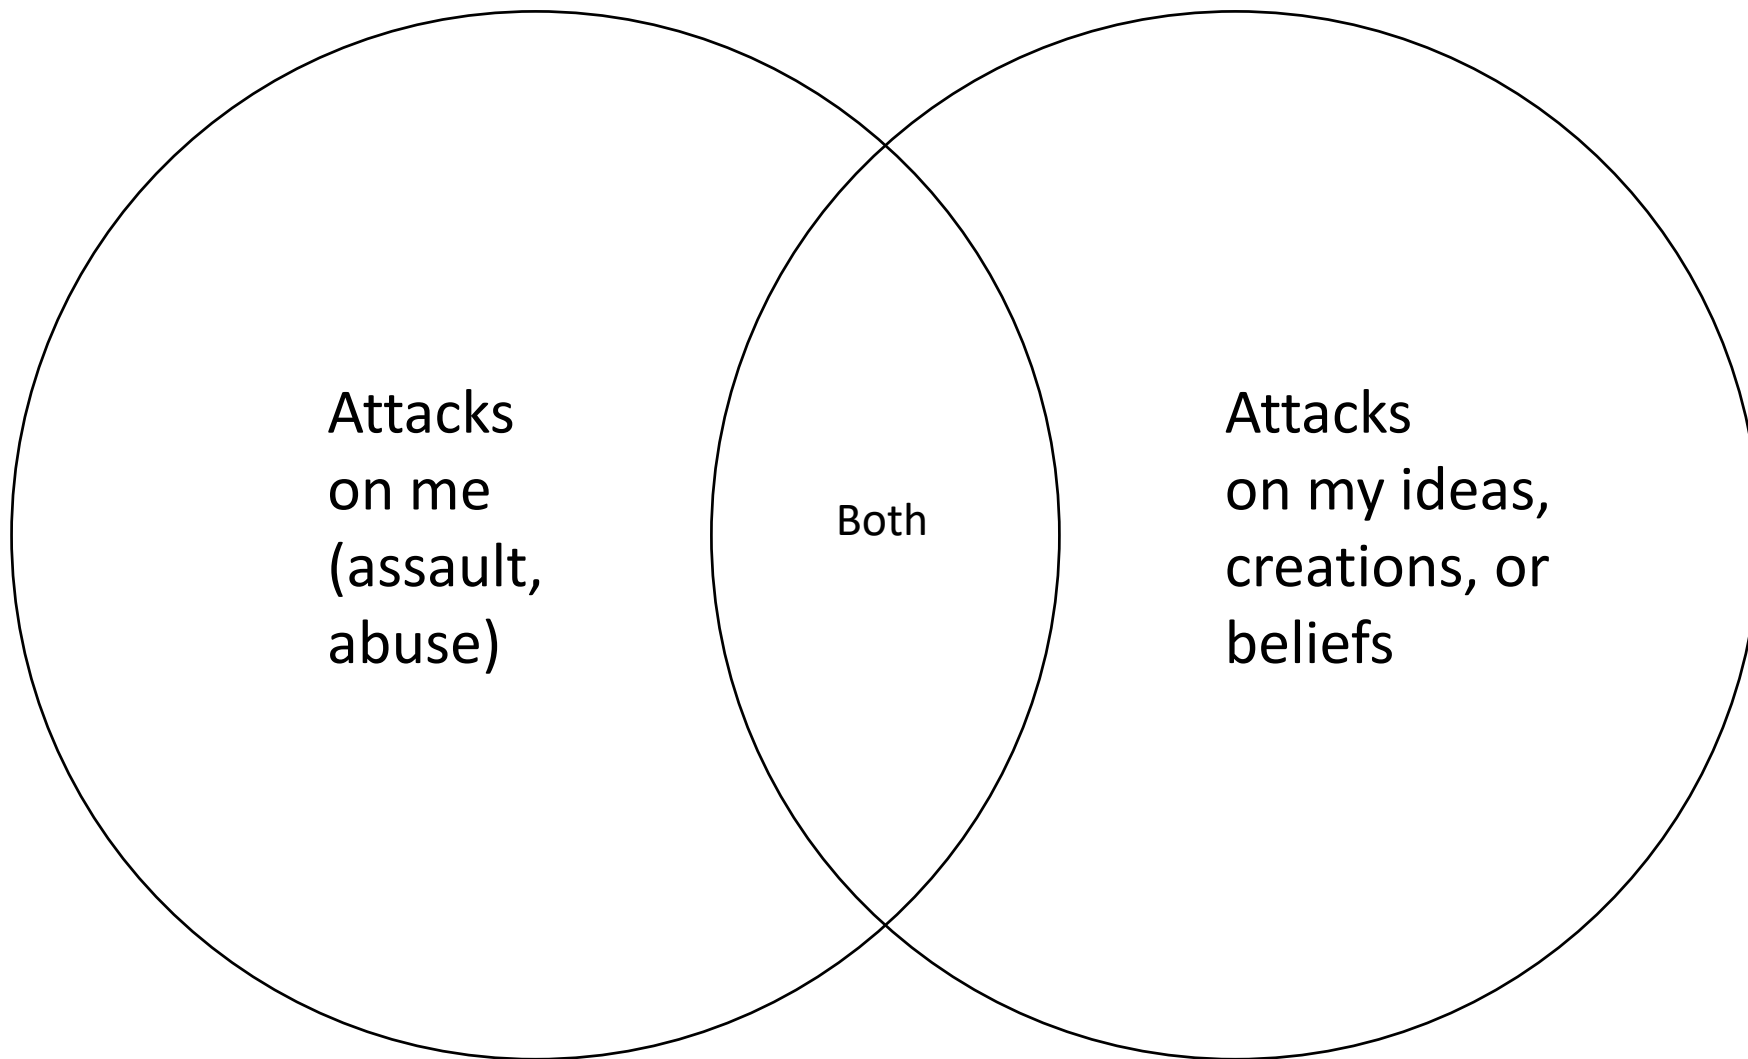 Attacks
on me
(assault,
abuse)
Both
Attacks
on my ideas,
creations, or
beliefs